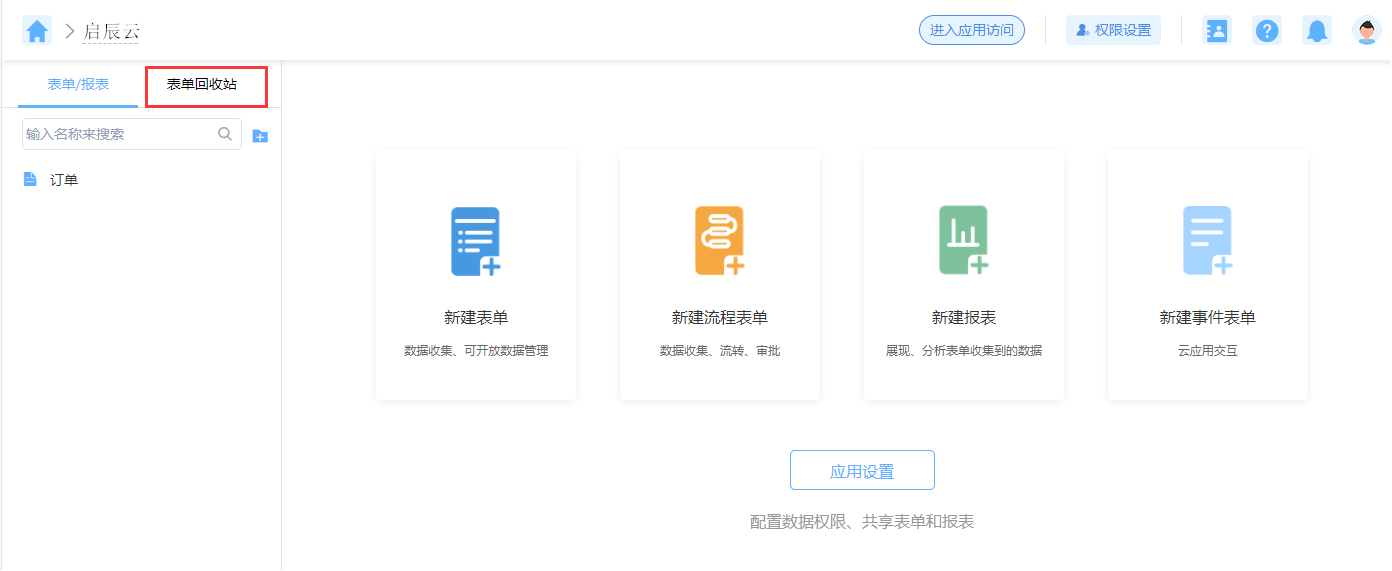 启辰云
进入应用访问
权限设置
表单/报表
表单回收站
输入名称来搜索
订单
新建表单
数据收集、可开放数据管理
新建流程表单
数据收集、流转、审批
新建报表
展现、分析表单收集到的数据
新建事件表单
云应用交互
应用设置
配置数据权限、共享表单和报表